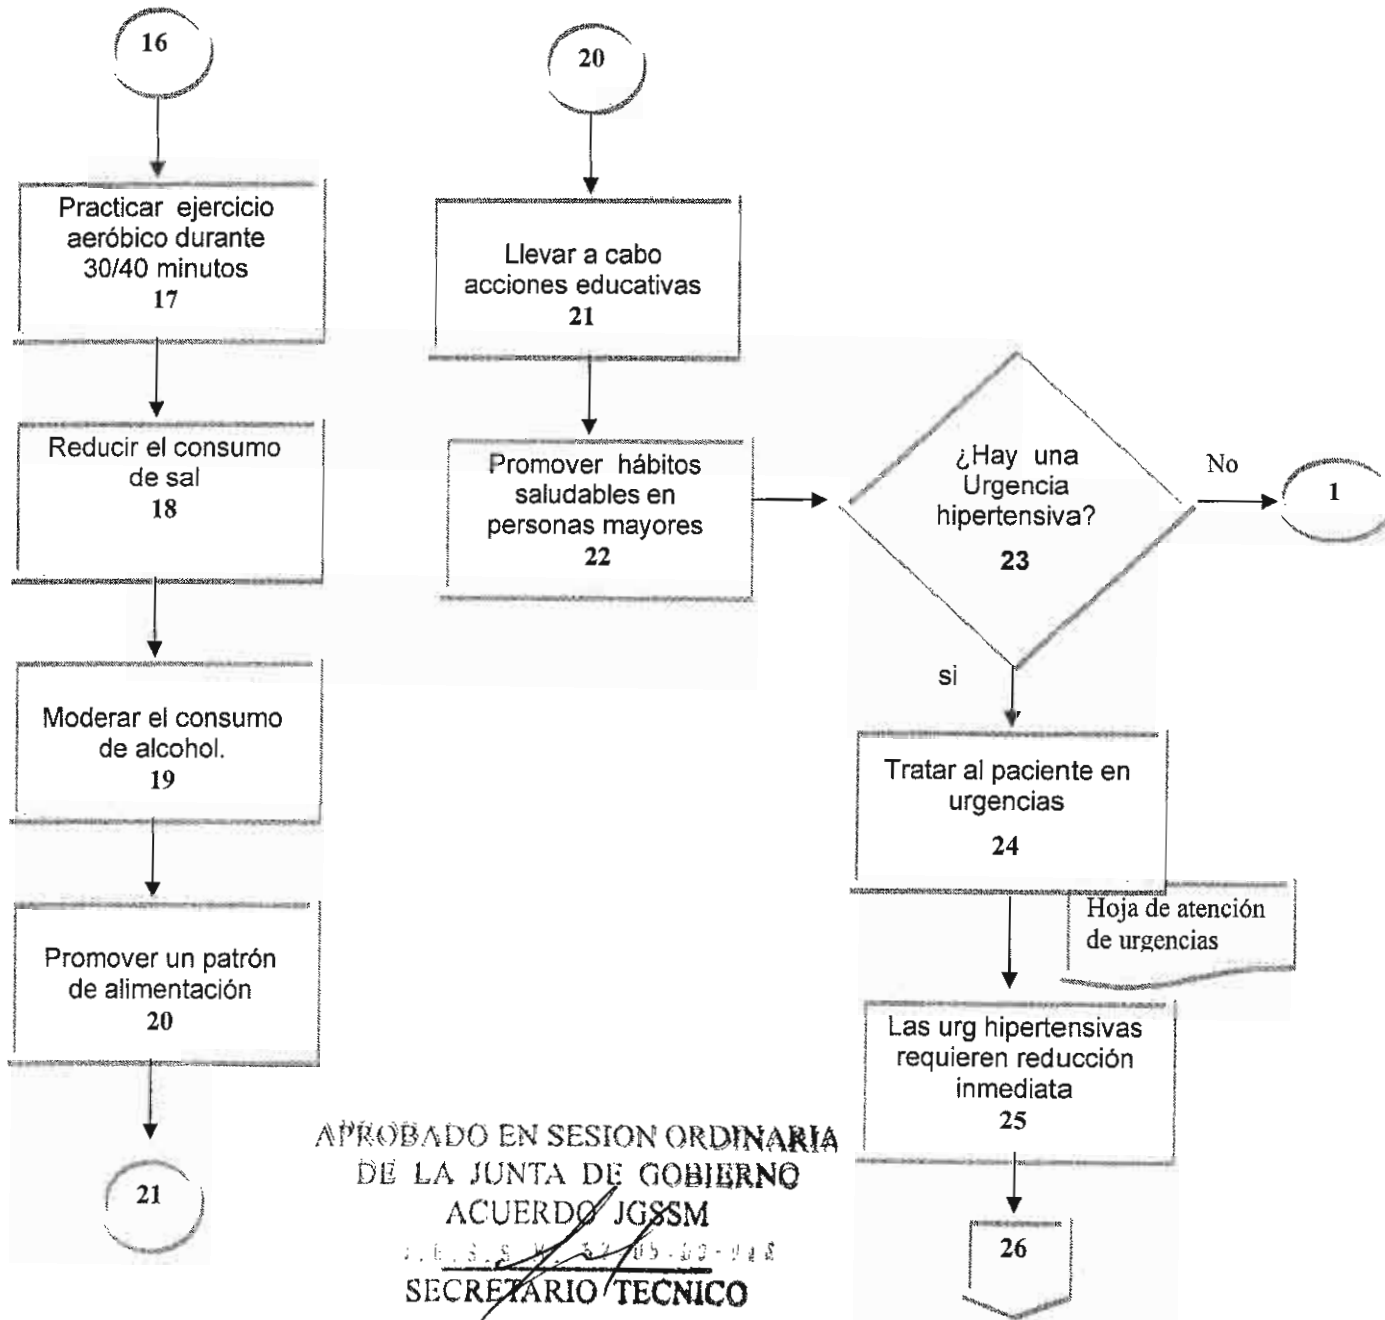 16
Practicar ejercicio
aeróbico durante
30/40 minutos
17
Reducir el consumo
de sal
18
Moderar el consumo
de alcohol.
19
Promover un patrón
de alimentación
20
21
20
Llevar a cabo
acciones educativas
21
Promover hábitos
saludables en
personas mayores
22
¿Hay una
Urgencia
hipertensiva?
23
No
1
si
Tratar al paciente en
urgencias
24
Hoja de atención
de urgencias
Las urg hipertensivas
requieren reducción
inmediata
25
26
APROBADO EN SESION ORDINARIA
DE LA JUNTA DE GOBIERNO
ACUERDO JGSSM
SECRETARIO TECNICO